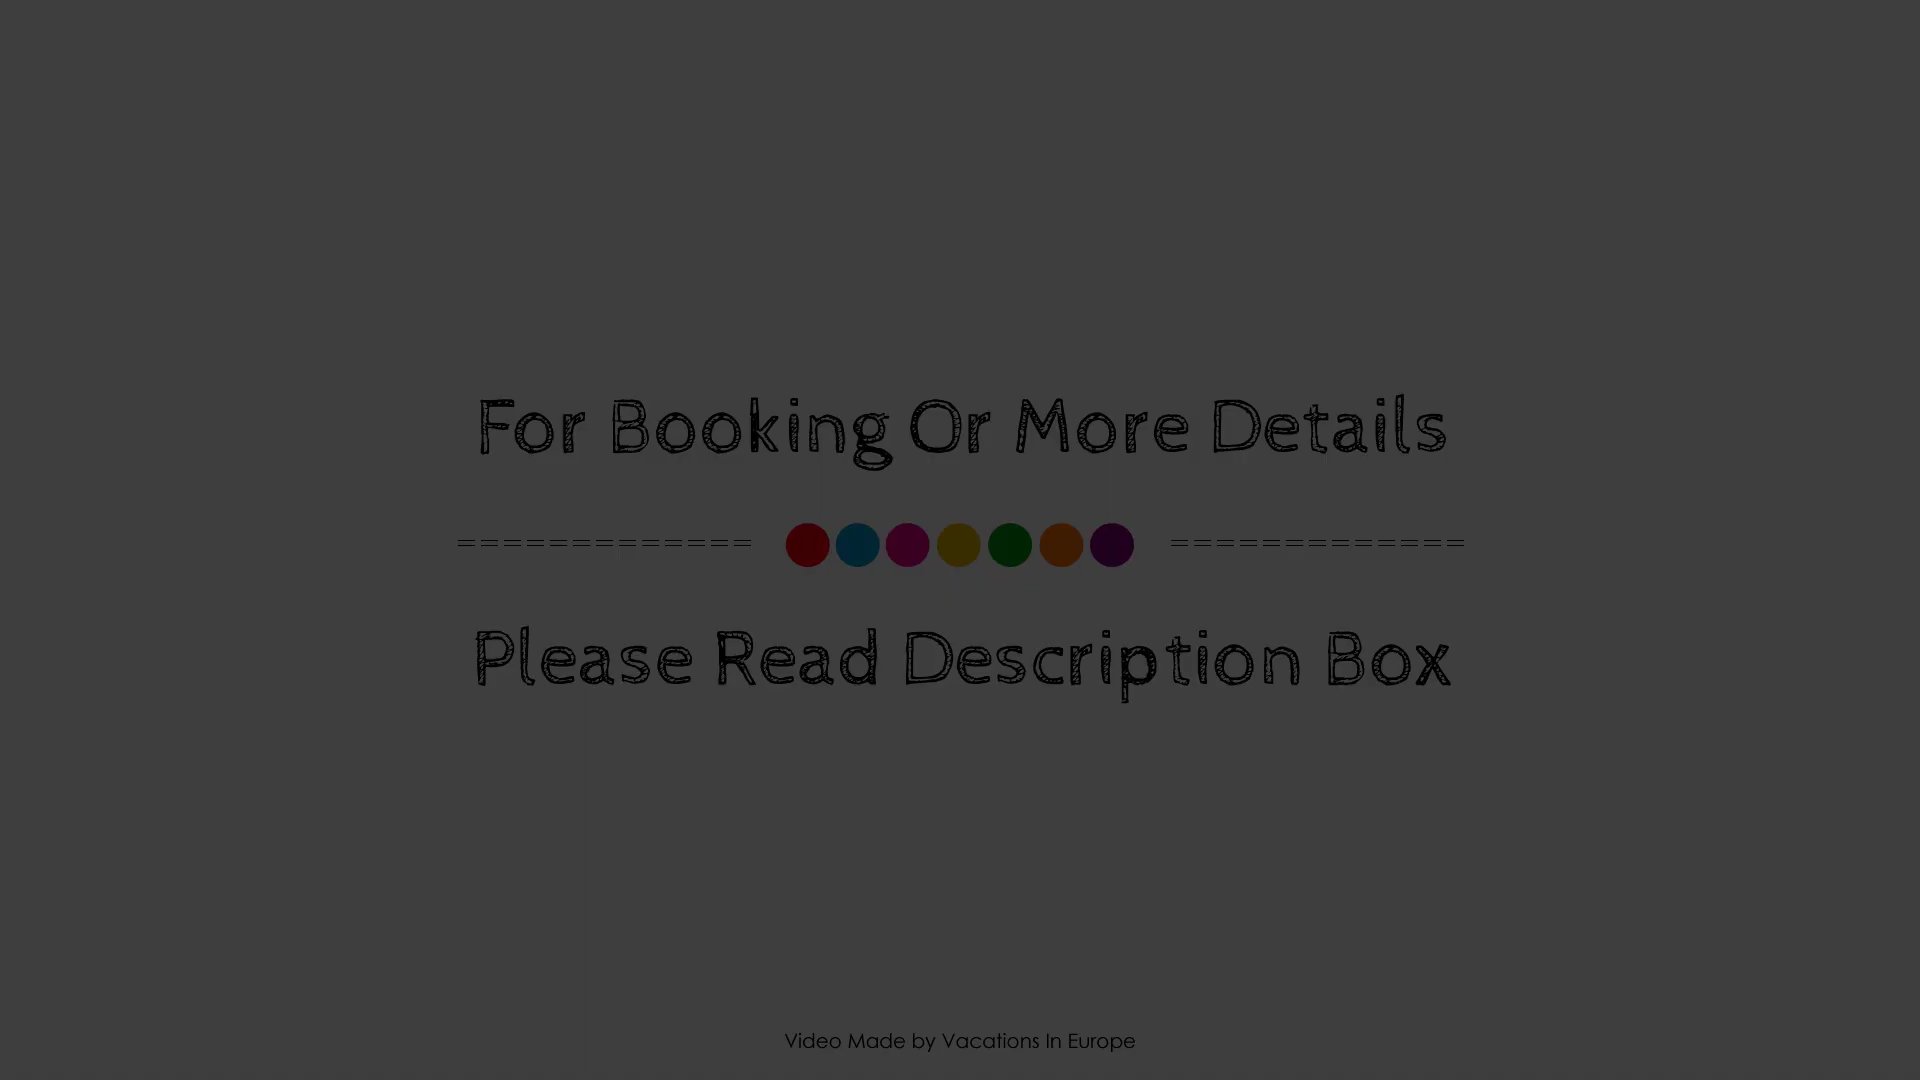 For Booking Or More Details
============= =============
Please Read Description Box
Video Made by Vacations In Europe